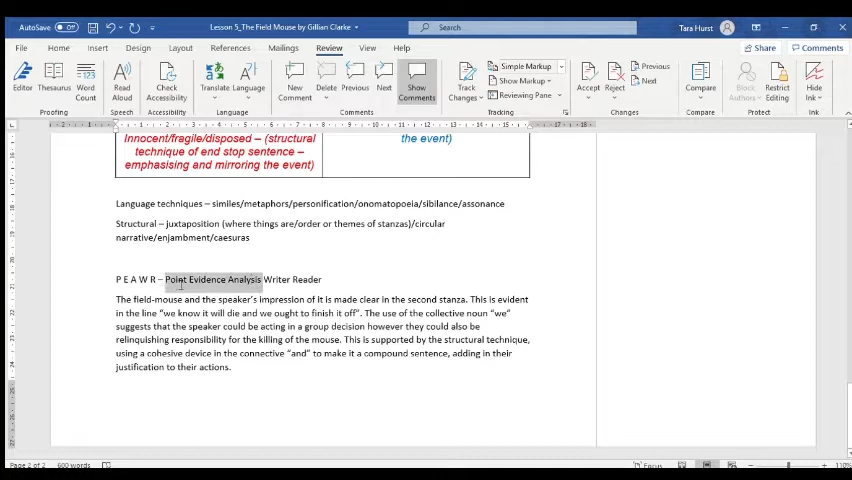 AutoSave Off Lesson 5_The Field Mouse by Gillian Clarke Search Tara Hurst
File Home Insert Design Layout References Mailings Review View Help Share Comments
Editor Thesaurus Word Count Read Aloud Check Accessibility Translate Language New Comment Delete Previous Next Show Comments Track Changes Simple Markup Show Markup Reviewing Pane Accept Reject Previous Next Compare Block Authors Restrict Editing Hide Ink
Proofing Speech Accessibility Language Comments Tracking Changes Compare Protect Ink
Innocent/fragile/disposed – (structural
technique of end stop sentence –
emphasising and mirroring the event)
the event)
Language techniques – similes/metaphors/personification/onomatopoeia/sibilance/assonance
Structural – juxtaposition (where things are/order or themes of stanzas)/circular
narrative/enjambment/caesuras
P E A W R – Point Evidence Analysis Writer Reader
The field-mouse and the speaker's impression of it is made clear in the second stanza. This is evident
in the line “we know it will die and we ought to finish it off”. The use of the collective noun “we”
suggests that the speaker could be acting in a group decision however they could also be
relinquishing responsibility for the killing of the mouse. This is supported by the structural technique,
using a cohesive device in the connective “and” to make it a compound sentence, adding in their
justification to their actions.
Page 2 of 2 600 words Focus 110%